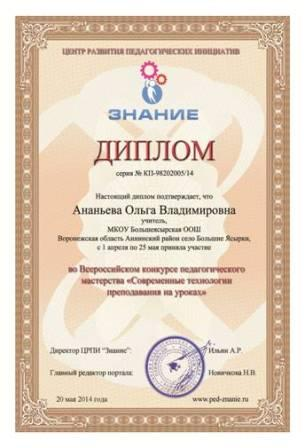 ЦЕНТР РАЗВИТИЯ ПЕДАГОГИЧЕСКИХ ИНИЦИАТИВ
ЗНАНИЕ
ДИПЛОМ
серия № КП-98202005/14
Настоящий диплом подтверждает, что
Ананьева Ольга Владимировна
учитель,
МКОУ Большеясырская ООШ
Воронежская область Аннинский район село Большие Ясырки,
с 1 апреля по 25 мая приняла участие
во Всероссийском конкурсе педагогического
мастерства «Современные технологии
преподавания на уроках»
Директор ЦРПИ "Знание": Ильин А.Р.
Главный редактор портала: Новичкова Н.В.
20 мая 2014 года www.ped-znanie.ru